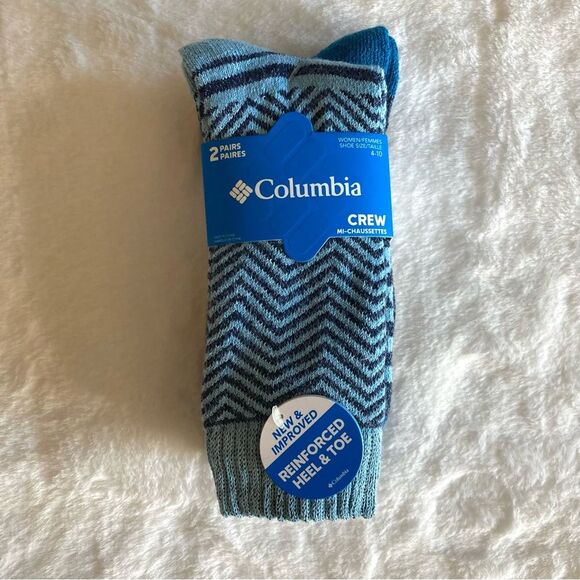 2 PAIRS
PAIRES
WOMEN/FEMMES
SHOE SIZE/TAILLE
4-10
Columbia
CREW
MI-CHAUSSETTES
NEW &
IMPROVED
REINFORCED
HEEL & TOE
Columbia